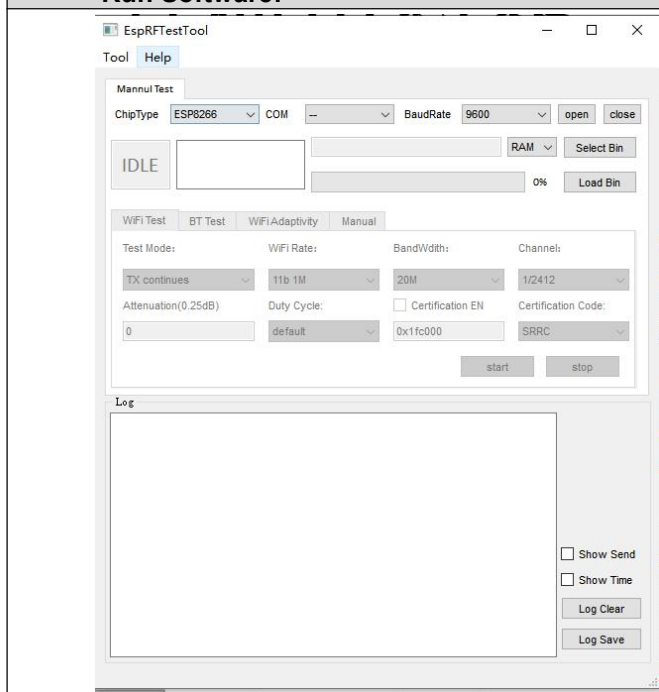 Run Software:
EspRFTestTool
Tool Help
Mannul Test
ChipType ESP8266 COM -- BaudRate 9600 open close
RAM Select Bin
IDLE
0% Load Bin
WiFi Test BT Test WiFi Adaptivity Manual
Test Mode: WiFi Rate: BandWdith: Channel:
TX continues 11b 1M 20M 1/2412
Attenuation(0.25dB) Duty Cycle: Certification EN Certification Code:
0 default 0x1fc000 SRRC
start stop
Log
Show Send
Show Time
Log Clear
Log Save